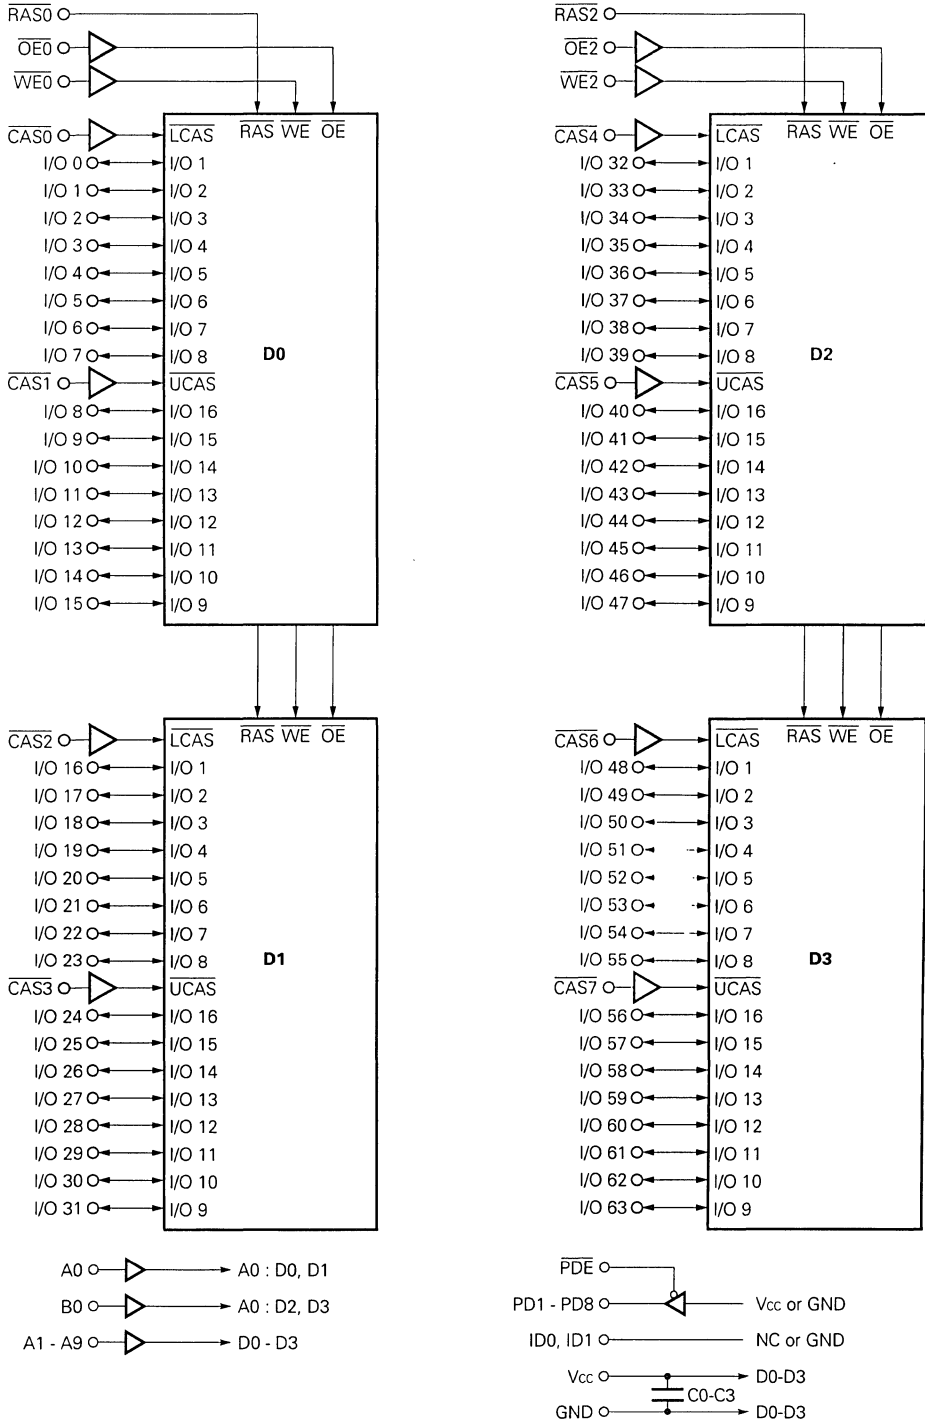 RAS0
OE0
WE0
RAS WE OE
CAS0 LCAS
I/O 0 I/O 1
I/O 1 I/O 2
I/O 2 I/O 3
I/O 3 I/O 4
I/O 4 I/O 5
I/O 5 I/O 6
I/O 6 I/O 7
I/O 7 I/O 8
D0
CAS1 UCAS
I/O 8 I/O 16
I/O 9 I/O 15
I/O 10 I/O 14
I/O 11 I/O 13
I/O 12 I/O 12
I/O 13 I/O 11
I/O 14 I/O 10
I/O 15 I/O 9
RAS WE OE
CAS2 LCAS
I/O 16 I/O 1
I/O 17 I/O 2
I/O 18 I/O 3
I/O 19 I/O 4
I/O 20 I/O 5
I/O 21 I/O 6
I/O 22 I/O 7
I/O 23 I/O 8
D1
CAS3 UCAS
I/O 24 I/O 16
I/O 25 I/O 15
I/O 26 I/O 14
I/O 27 I/O 13
I/O 28 I/O 12
I/O 29 I/O 11
I/O 30 I/O 10
I/O 31 I/O 9
A0 A0 : D0, D1
B0 A0 : D2, D3
A1 - A9 D0 - D3
RAS2
OE2
WE2
RAS WE OE
CAS4 LCAS
I/O 32 I/O 1
I/O 33 I/O 2
I/O 34 I/O 3
I/O 35 I/O 4
I/O 36 I/O 5
I/O 37 I/O 6
I/O 38 I/O 7
I/O 39 I/O 8
D2
CAS5 UCAS
I/O 40 I/O 16
I/O 41 I/O 15
I/O 42 I/O 14
I/O 43 I/O 13
I/O 44 I/O 12
I/O 45 I/O 11
I/O 46 I/O 10
I/O 47 I/O 9
RAS WE OE
CAS6 LCAS
I/O 48 I/O 1
I/O 49 I/O 2
I/O 50 I/O 3
I/O 51 I/O 4
I/O 52 I/O 5
I/O 53 I/O 6
I/O 54 I/O 7
I/O 55 I/O 8
D3
CAS7 UCAS
I/O 56 I/O 16
I/O 57 I/O 15
I/O 58 I/O 14
I/O 59 I/O 13
I/O 60 I/O 12
I/O 61 I/O 11
I/O 62 I/O 10
I/O 63 I/O 9
PDE
PD1 - PD8 Vcc or GND
ID0, ID1 NC or GND
Vcc D0-D3
C0-C3
GND D0-D3